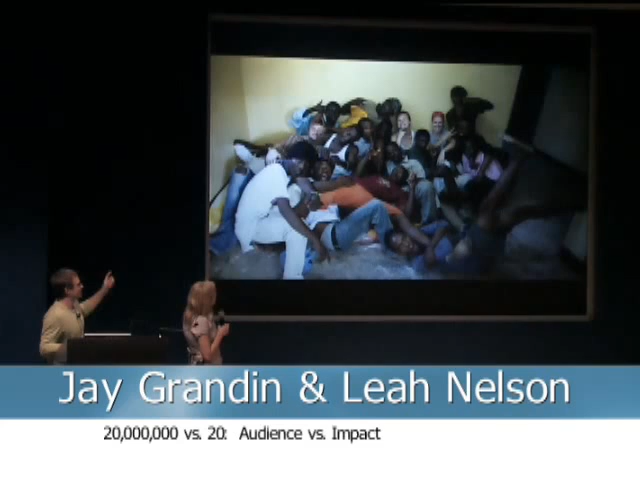 Jay Grandin & Leah Nelson
20,000,000 vs. 20:  Audience vs. Impact